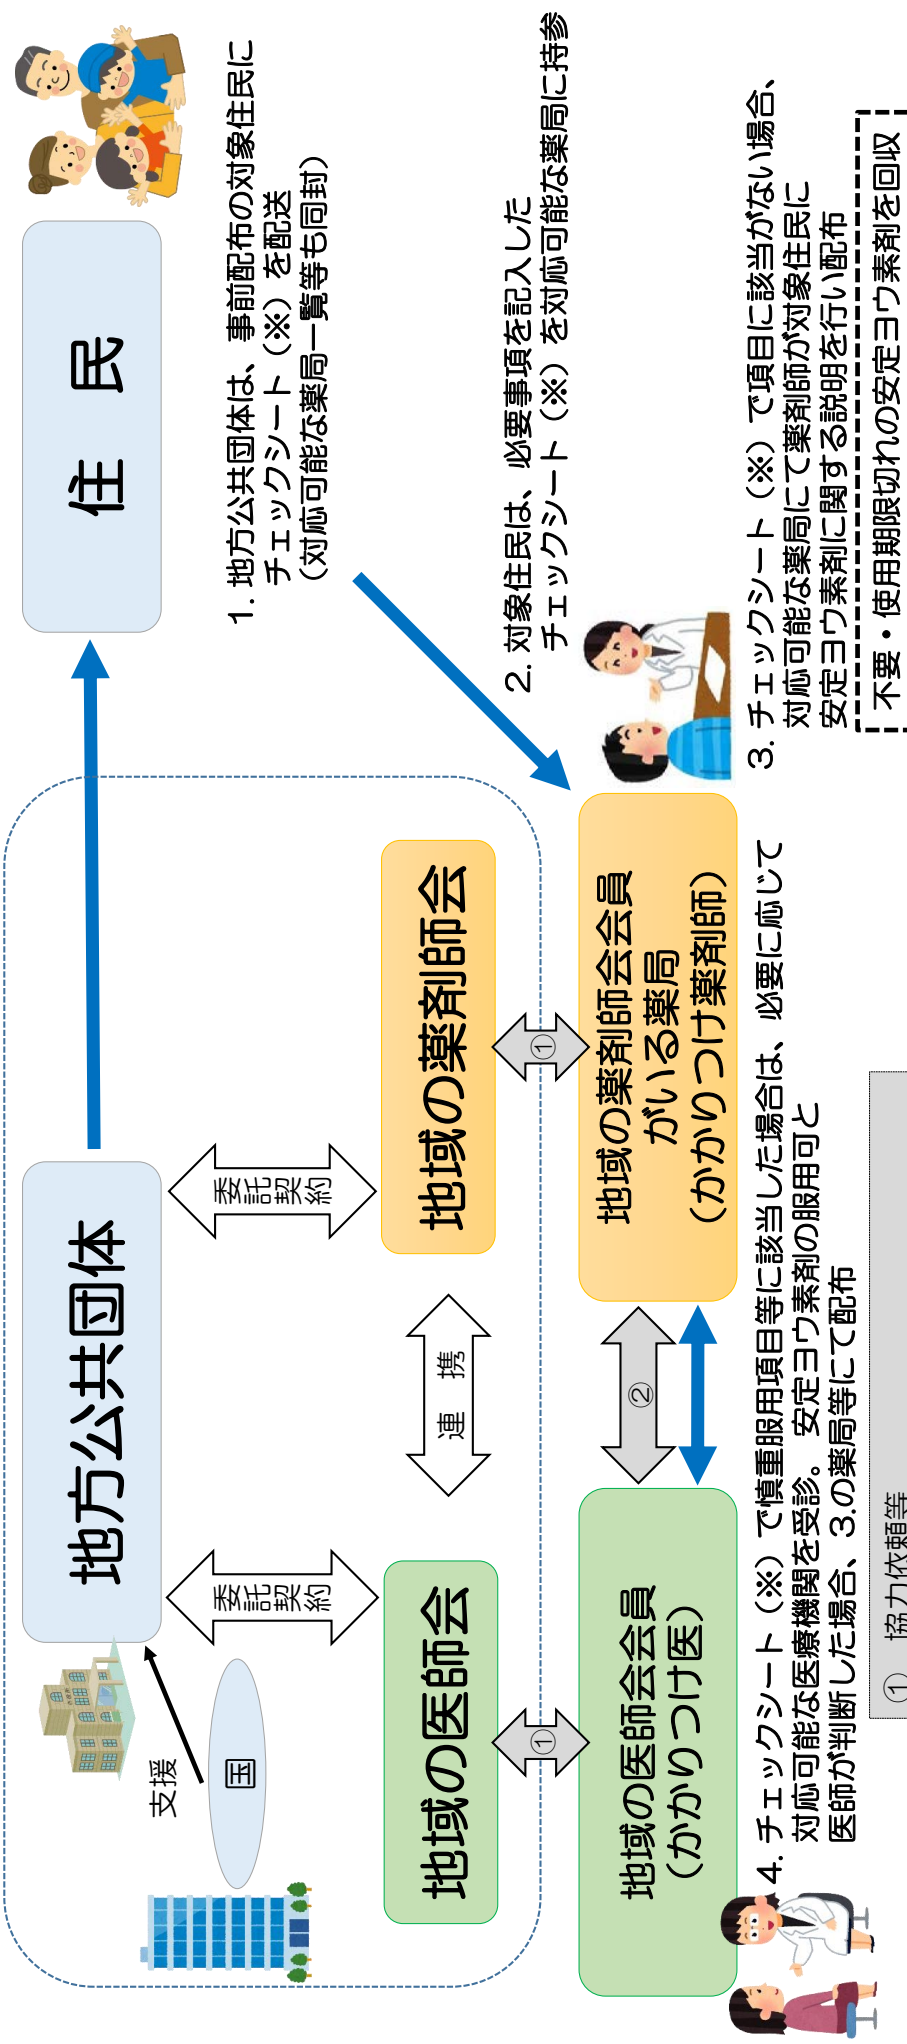 住　民
地方公共団体
支援
国
委託契約
委託契約
地域の医師会
連　携
地域の薬剤師会
①
①
地域の医師会会員
（かかりつけ医）
②
地域の薬剤師会会員
がいる薬局
（かかりつけ薬剤師）
1. 地方公共団体は、事前配布の対象住民に
チェックシート（※）を配送
（対応可能な薬局一覧等も同封）
2. 対象住民は、必要事項を記入した
チェックシート（※）を対応可能な薬局に持参
3. チェックシート（※）で項目に該当がない場合、
対応可能な薬局にて薬剤師が対象住民に
安定ヨウ素剤に関する説明を行い配布
不要・使用期限切れの安定ヨウ素剤を回収
4. チェックシート（※）で慎重服用項目等に該当した場合は、必要に応じて
対応可能な医療機関を受診。安定ヨウ素剤の服用可と
医師が判断した場合、3.の薬局等にて配布
①　協力依頼等